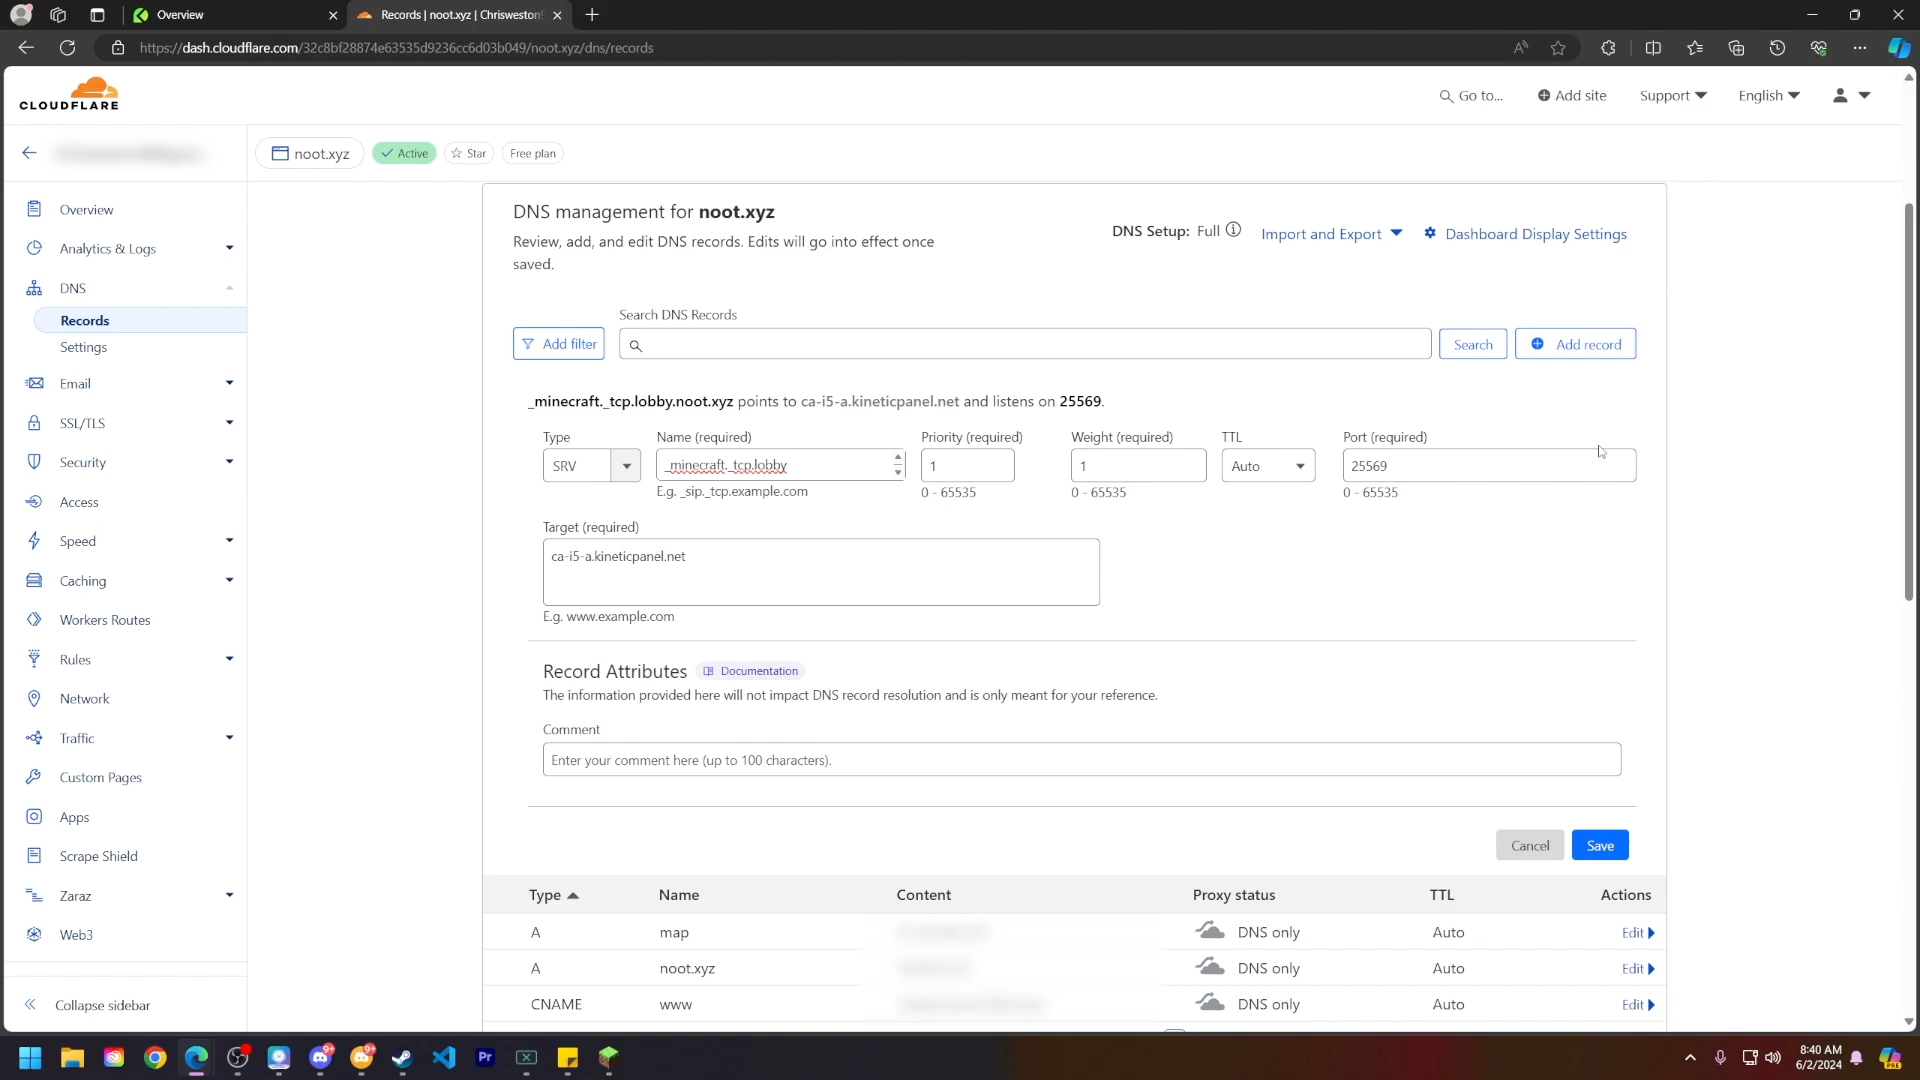 Overview
Records | noot.xyz | Chriswestons
https://dash.cloudflare.com/32c8bf28874e63535d9236cc6d03b049/noot.xyz/dns/records
CLOUDFLARE
Go to...
Add site
Support
English
noot.xyz
Active
Star
Free plan
Overview
Analytics & Logs
DNS
Records
Settings
Email
SSL/TLS
Security
Access
Speed
Caching
Workers Routes
Rules
Network
Traffic
Custom Pages
Apps
Scrape Shield
Zaraz
Web3
Collapse sidebar
DNS management for noot.xyz
Review, add, and edit DNS records. Edits will go into effect once
saved.
DNS Setup: Full
Import and Export
Dashboard Display Settings
Search DNS Records
Add filter
Search
Add record
_minecraft._tcp.lobby.noot.xyz points to ca-i5-a.kineticpanel.net and listens on 25569.
Type
Name (required)
Priority (required)
Weight (required)
TTL
Port (required)
SRV
_minecraft._tcp.lobby
1
1
Auto
25569
E.g. _sip._tcp.example.com
0 - 65535
0 - 65535
0 - 65535
Target (required)
ca-i5-a.kineticpanel.net
E.g. www.example.com
Record Attributes
Documentation
The information provided here will not impact DNS record resolution and is only meant for your reference.
Comment
Enter your comment here (up to 100 characters).
Cancel
Save
Type
Name
Content
Proxy status
TTL
Actions
A
map
DNS only
Auto
Edit
A
noot.xyz
DNS only
Auto
Edit
CNAME
www
DNS only
Auto
Edit
8:40 AM
6/2/2024